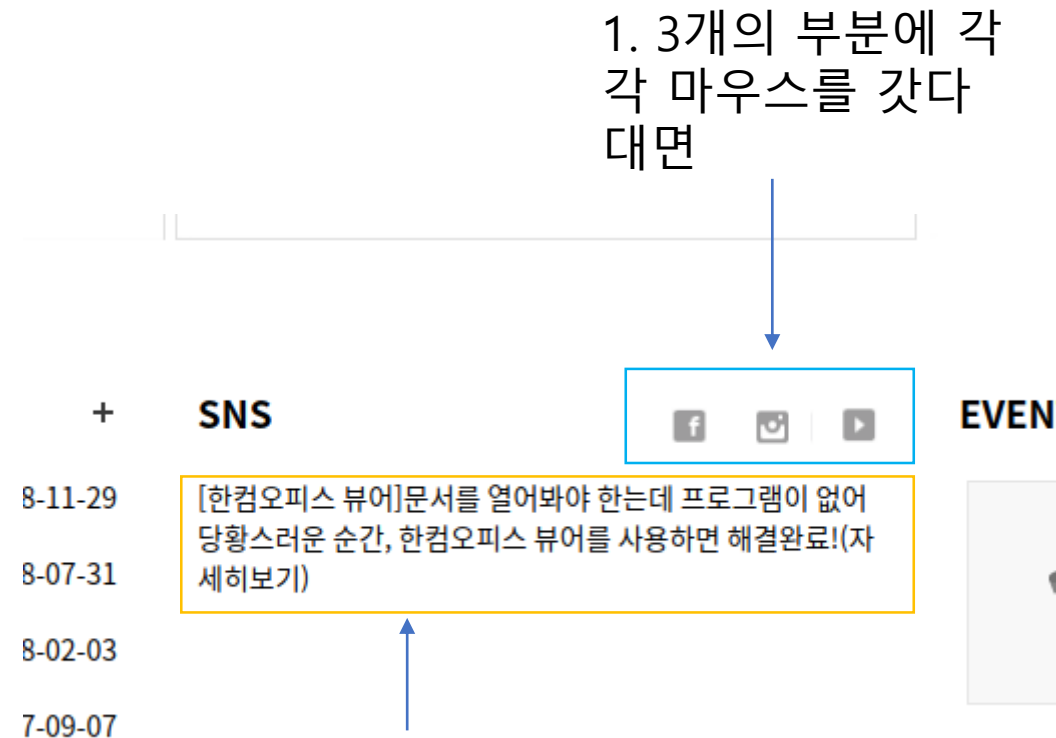 1. 3개의 부분에 각
각 마우스를 갖다
대면
+
SNS
f
EVEN
8-11-29
[한컴오피스 뷰어]문서를 열어봐야 한는데 프로그램이 없어
당황스러운 순간, 한컴오피스 뷰어를 사용하면 해결완료!(자
세히보기)
8-07-31
8-02-03
7-09-07